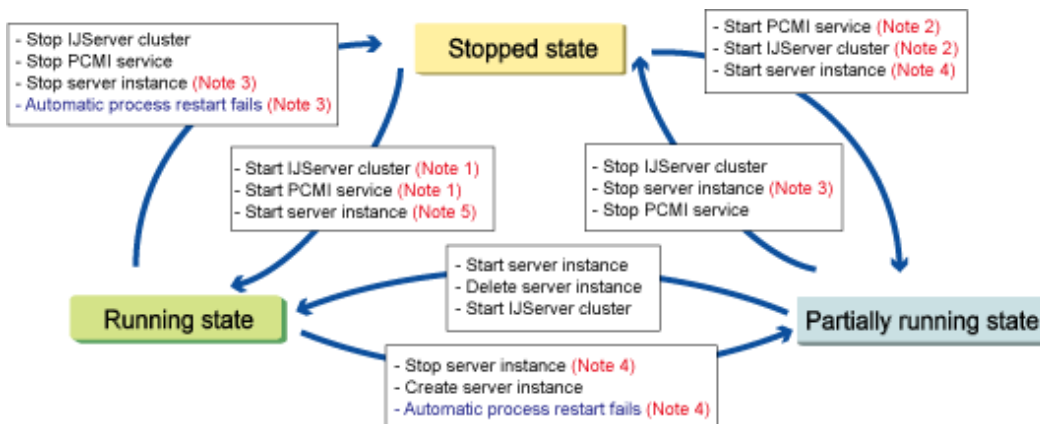 - Stop IJServer cluster
- Stop PCMI service
- Stop server instance (Note 3)
- Automatic process restart fails (Note 3)
Stopped state
- Start PCMI service (Note 2)
- Start IJServer cluster (Note 2)
- Start server instance (Note 4)
- Start IJServer cluster (Note 1)
- Start PCMI service (Note 1)
- Start server instance (Note 5)
- Stop IJServer cluster
- Stop server instance (Note 3)
- Stop PCMI service
- Start server instance
- Delete server instance
- Start IJServer cluster
Running state
Partially running state
- Stop server instance (Note 4)
- Create server instance
- Automatic process restart fails (Note 4)